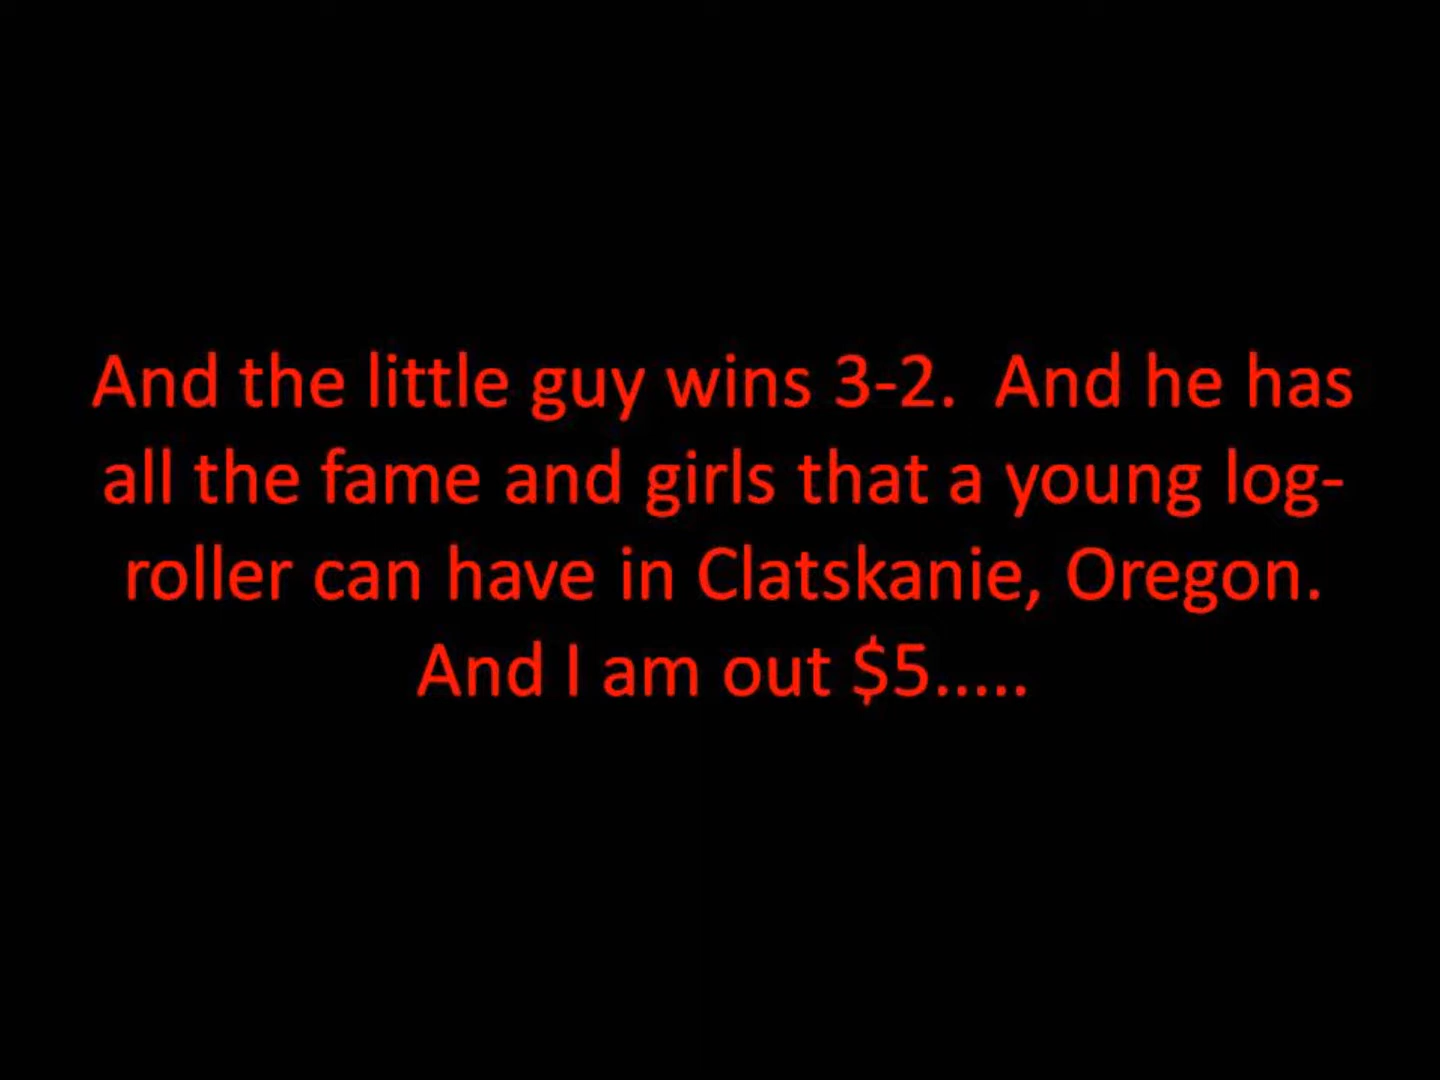 And the little guy wins 3-2.  And he has
all the fame and girls that a young log-
roller can have in Clatskanie, Oregon.
And I am out $5.....